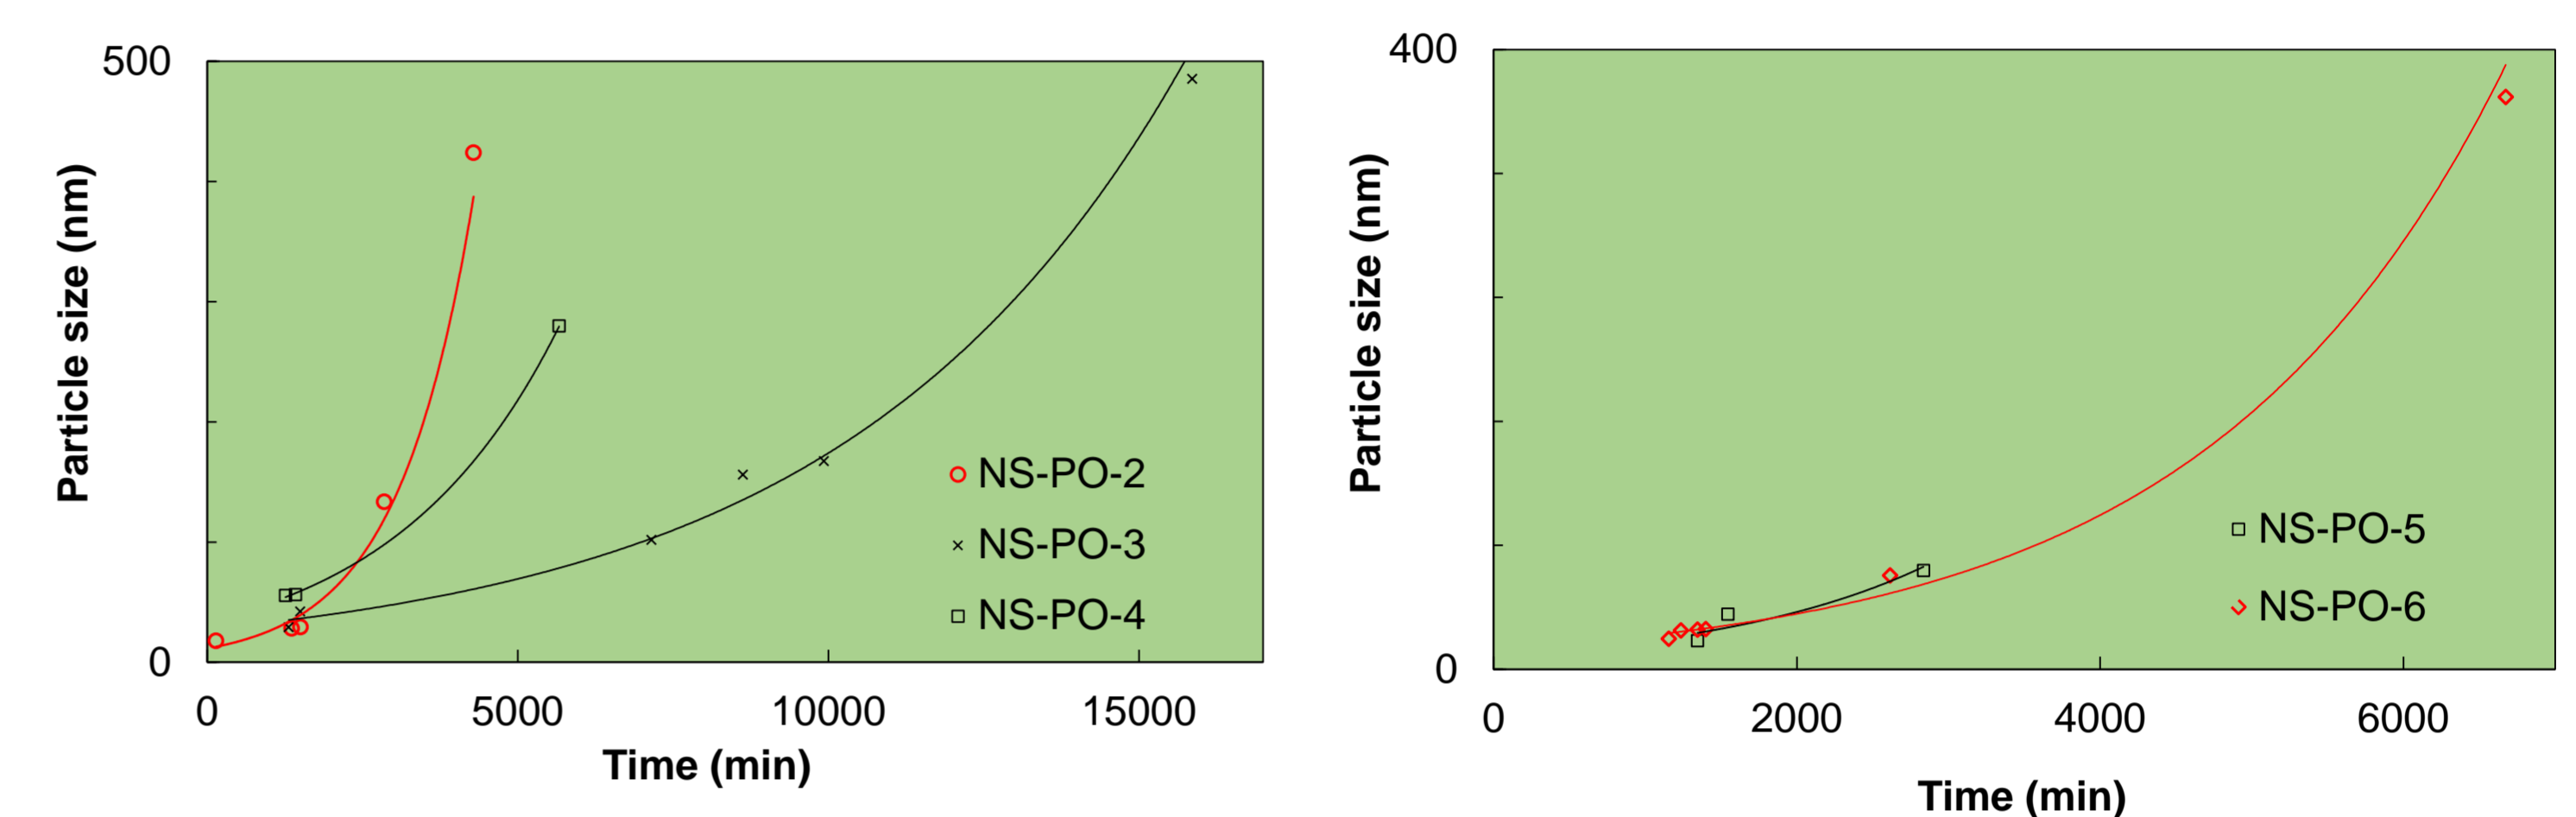 500
0
Particle size (nm)
0 5000 10000 15000
Time (min)
NS-PO-2
NS-PO-3
NS-PO-4
400
0
Particle size (nm)
0 2000 4000 6000
Time (min)
NS-PO-5
NS-PO-6